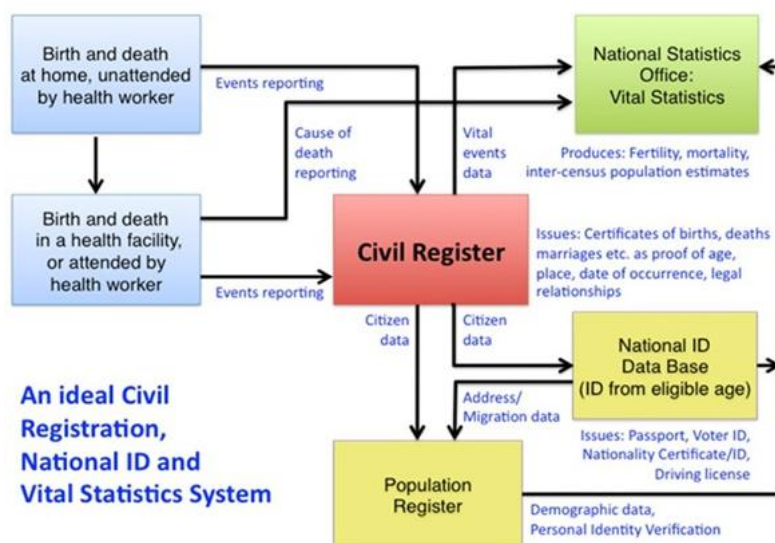 Birth and death
at home, unattended
by health worker
Events reporting
National Statistics
Office:
Vital Statistics
Cause of
death
reporting
Vital
events
data
Produces: Fertility, mortality,
inter-census population estimates
Birth and death
in a health facility,
or attended by
health worker
Events reporting
Civil Register
Issues: Certificates of births, deaths
marriages etc. as proof of age,
place, date of occurrence, legal
relationships
Citizen
data
Citizen
data
National ID
Data Base
(ID from eligible age)
An ideal Civil
Registration,
National ID and
Vital Statistics System
Address/
Migration data
Issues: Passport, Voter ID,
Nationality Certificate/ID,
Driving license
Population
Register
Demographic data,
Personal Identity Verification